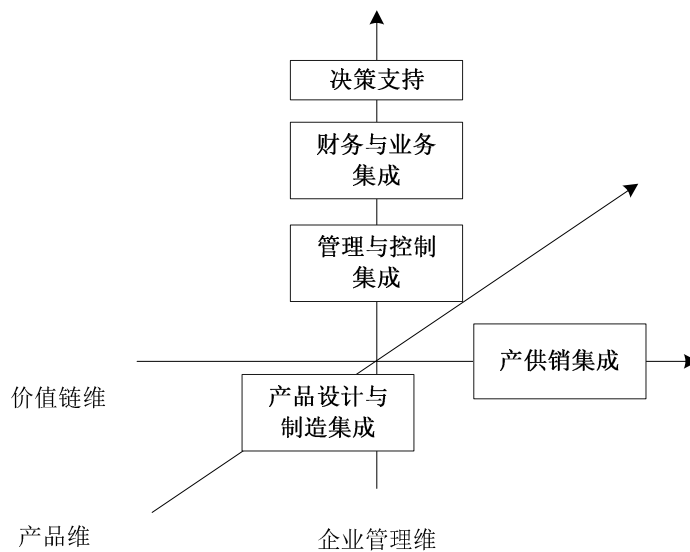 决策支持
财务与业务
集成
管理与控制
集成
产供销集成
产品设计与
制造集成
价值链维
产品维
企业管理维